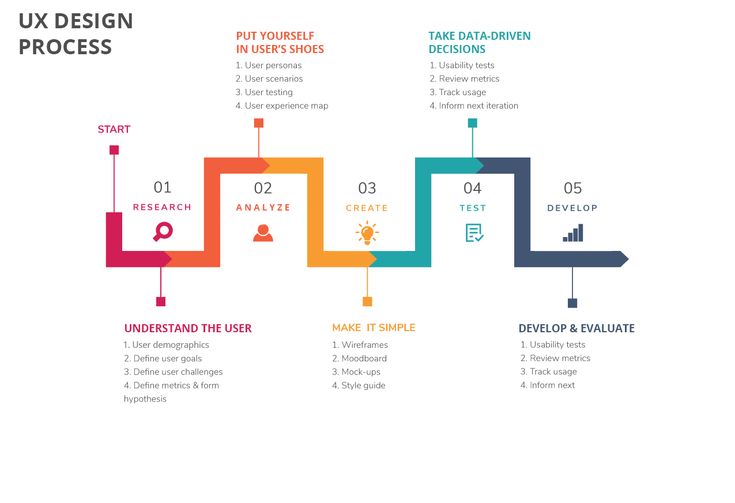 UX DESIGN
PROCESS
PUT YOURSELF
IN USER'S SHOES
1. User personas
2. User scenarios
3. User testing
4. User experience map
TAKE DATA-DRIVEN
DECISIONS
1. Usability tests
2. Review metrics
3. Track usage
4. Inform next iteration
START
01
RESEARCH
02
ANALYZE
03
CREATE
04
TEST
05
DEVELOP
UNDERSTAND THE USER
1. User demographics
2. Define user goals
3. Define user challenges
4. Define metrics & form
hypothesis
MAKE IT SIMPLE
1. Wireframes
2. Moodboard
3. Mock-ups
4. Style guide
DEVELOP & EVALUATE
1. Usability tests
2. Review metrics
3. Track usage
4. Inform next